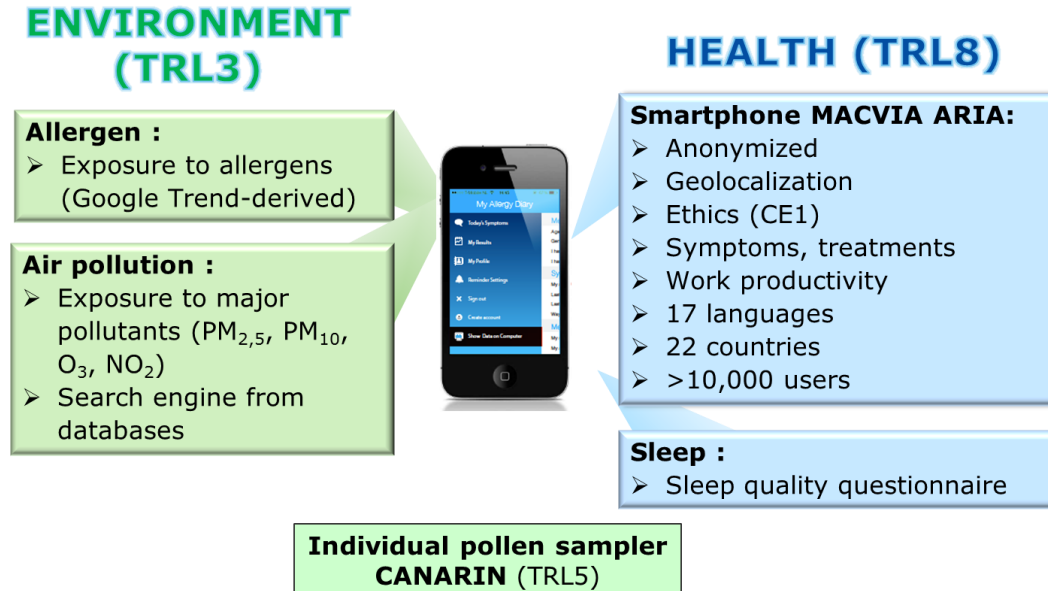 ENVIRONMENT
(TRL3)
Allergen :
➢ Exposure to allergens
(Google Trend-derived)
Air pollution :
➢ Exposure to major
pollutants (PM2,5, PM10,
O3, NO2)
➢ Search engine from
databases
My Allergy Diary
Today's Symptoms
My Results
My Profile
Reminder Settings
Sign out
Create account
Show Data on Computer
HEALTH (TRL8)
Smartphone MACVIA ARIA:
➢ Anonymized
➢ Geolocalization
➢ Ethics (CE1)
➢ Symptoms, treatments
➢ Work productivity
➢ 17 languages
➢ 22 countries
➢ >10,000 users
Sleep :
➢ Sleep quality questionnaire
Individual pollen sampler
CANARIN (TRL5)